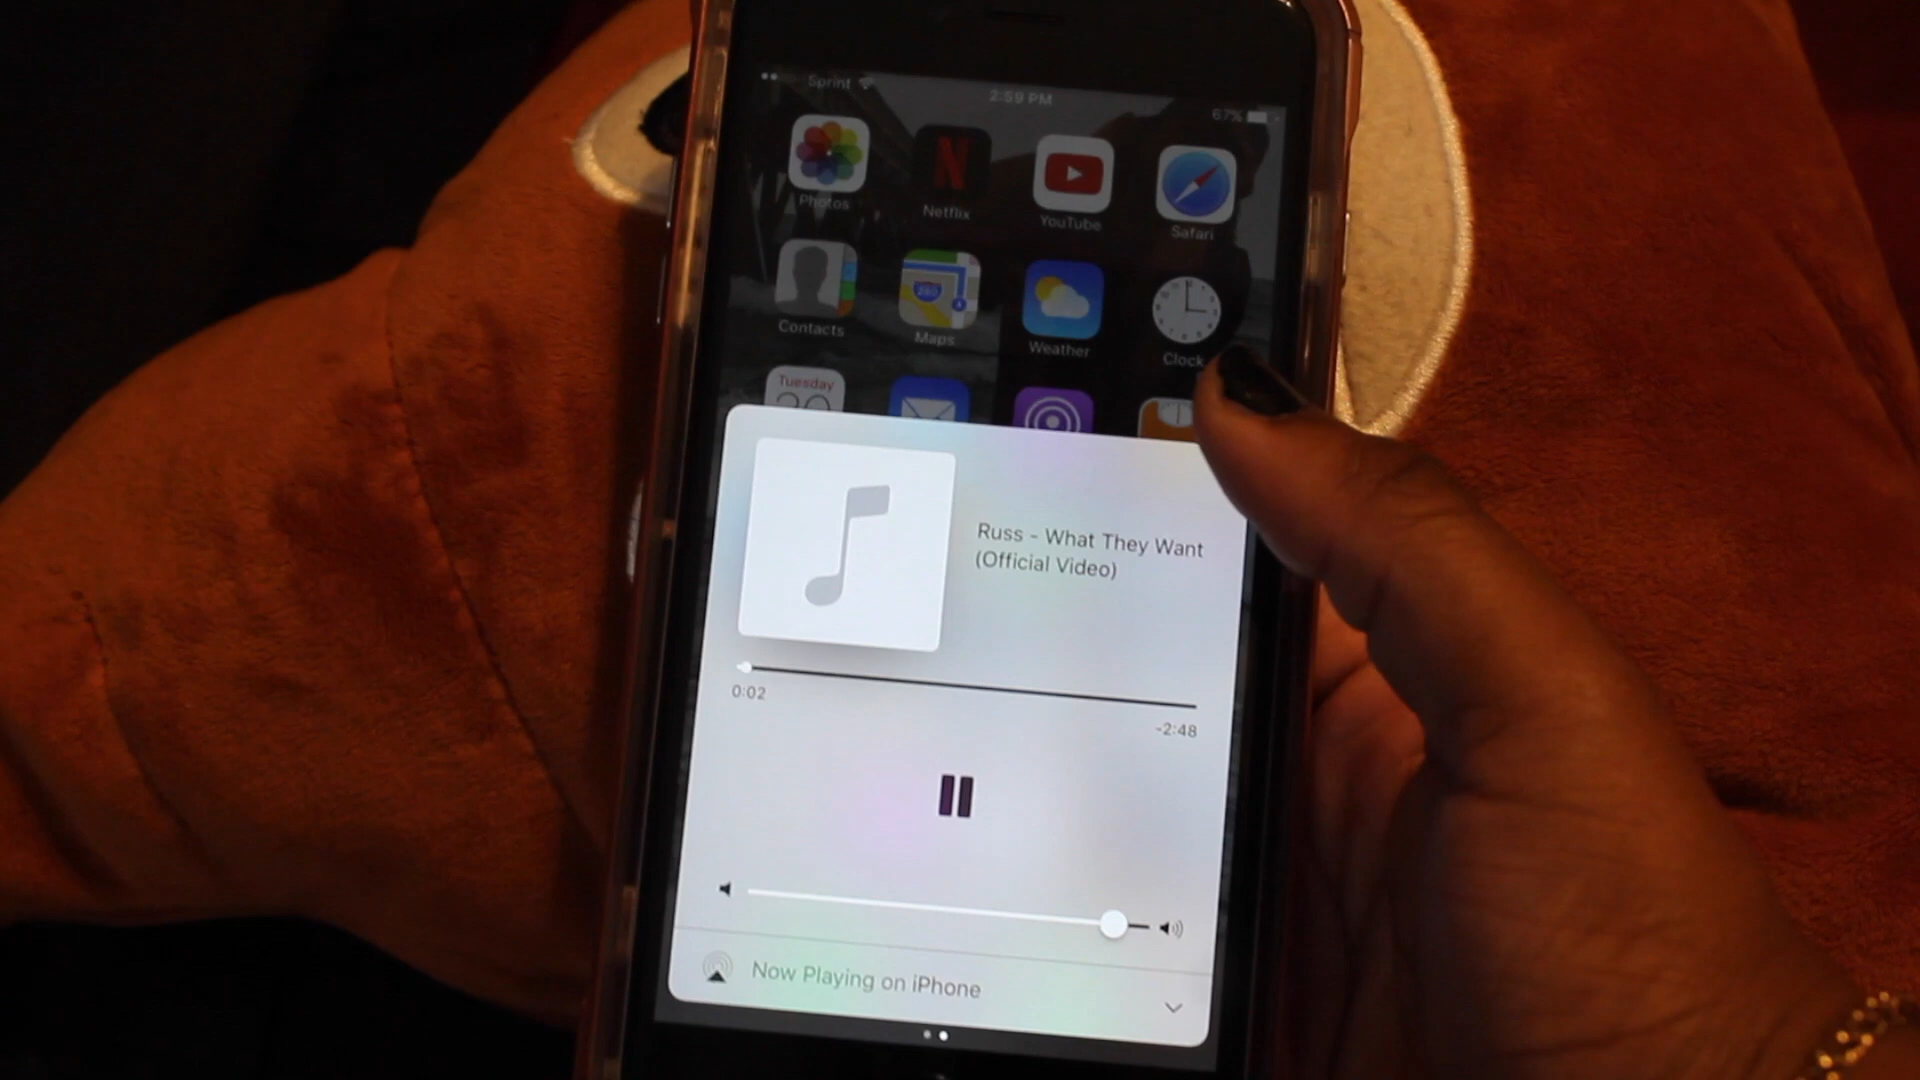 Sprint
2:59 PM
67%
Photos
Netflix
YouTube
Safari
280
Contacts
Maps
Weather
Clock
Tuesday
Russ - What They Want
(Official Video)
0:02
-2:48
Now Playing on iPhone